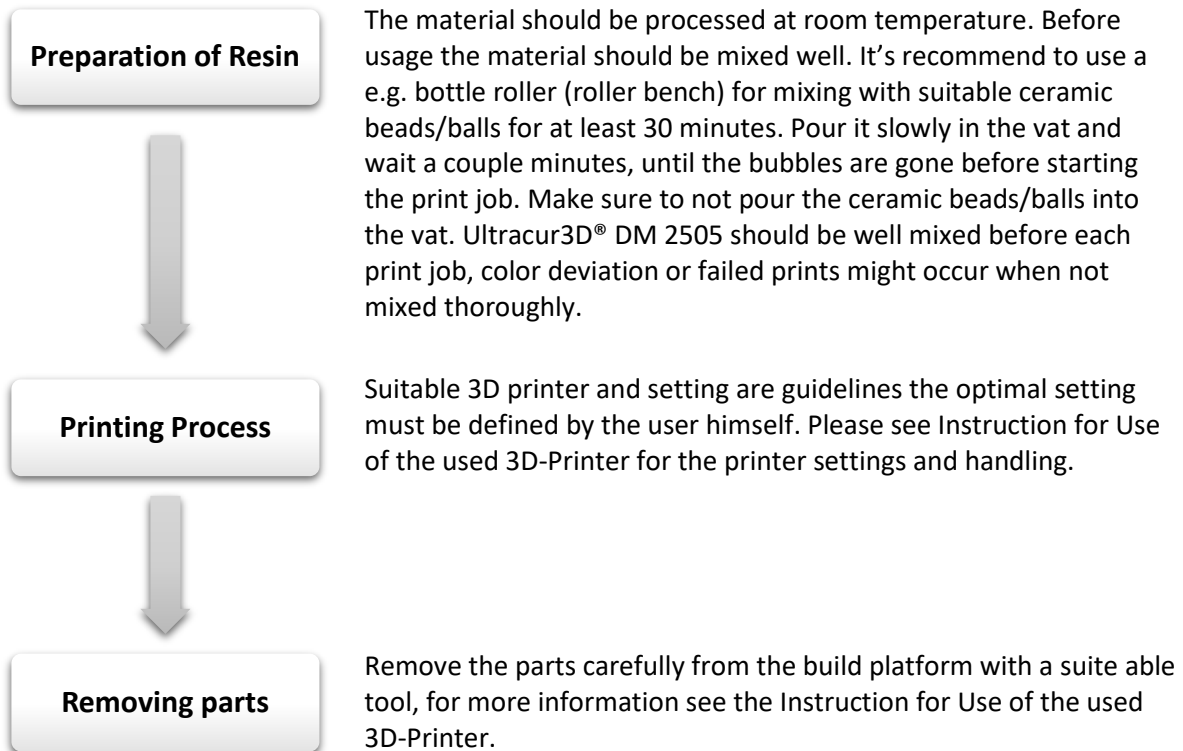 Preparation of Resin
The material should be processed at room temperature. Before
usage the material should be mixed well. It’s recommend to use a
e.g. bottle roller (roller bench) for mixing with suitable ceramic
beads/balls for at least 30 minutes. Pour it slowly in the vat and
wait a couple minutes, until the bubbles are gone before starting
the print job. Make sure to not pour the ceramic beads/balls into
the vat. Ultracur3D® DM 2505 should be well mixed before each
print job, color deviation or failed prints might occur when not
mixed thoroughly.
Printing Process
Suitable 3D printer and setting are guidelines the optimal setting
must be defined by the user himself. Please see Instruction for Use
of the used 3D-Printer for the printer settings and handling.
Removing parts
Remove the parts carefully from the build platform with a suite able
tool, for more information see the Instruction for Use of the used
3D-Printer.